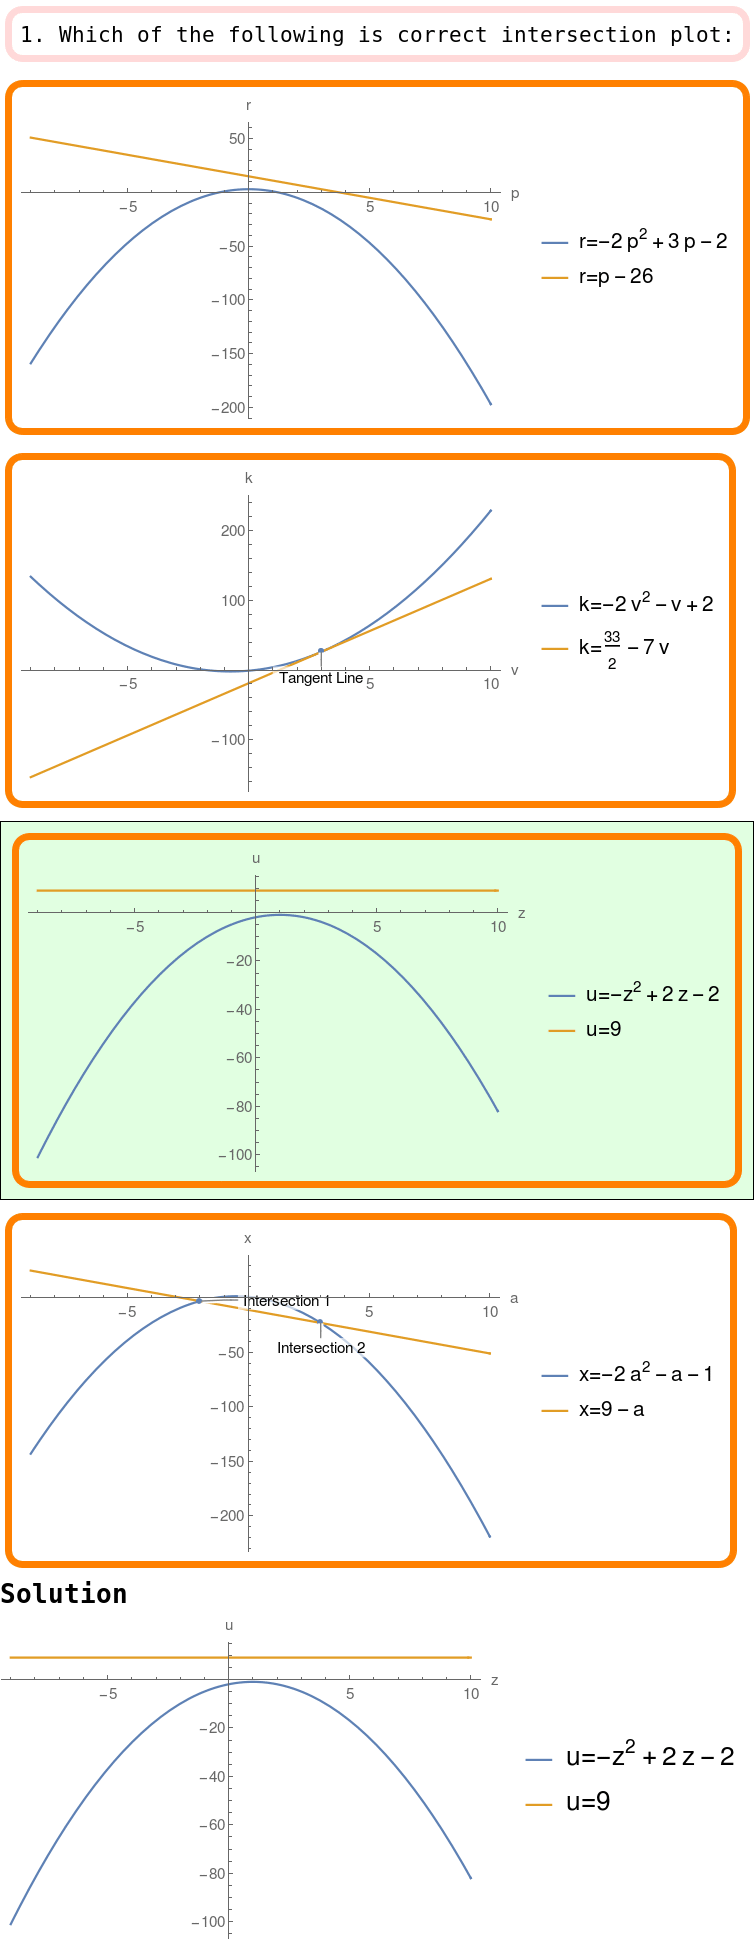 1. Which of the following is correct intersection plot:
r
50
−5 5 10 p
−50
−100
−150
−200
r=−2 p² + 3 p − 2
r=p − 26
k
200
100
−5 5 10 v
Tangent Line
−100
k=−2 v² − v + 2
k=33/2 − 7 v
u
−5 5 10 z
−20
−40
−60
−80
−100
u=−z² + 2 z − 2
u=9
x
−5 5 10 a
Intersection 1
Intersection 2
−50
−100
−150
−200
x=−2 a² − a − 1
x=9 − a
Solution
u
−5 5 10 z
−20
−40
−60
−80
−100
u=−z² + 2 z − 2
u=9